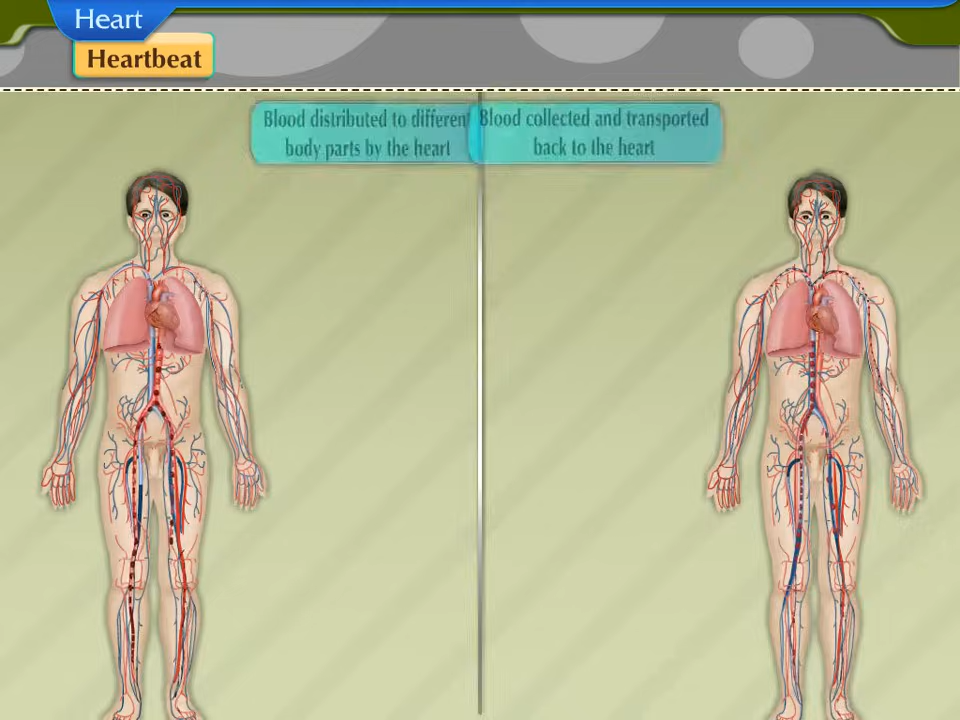 Heart
Heartbeat
Blood distributed to differen
body parts by the heart
Blood collected and transported
back to the heart